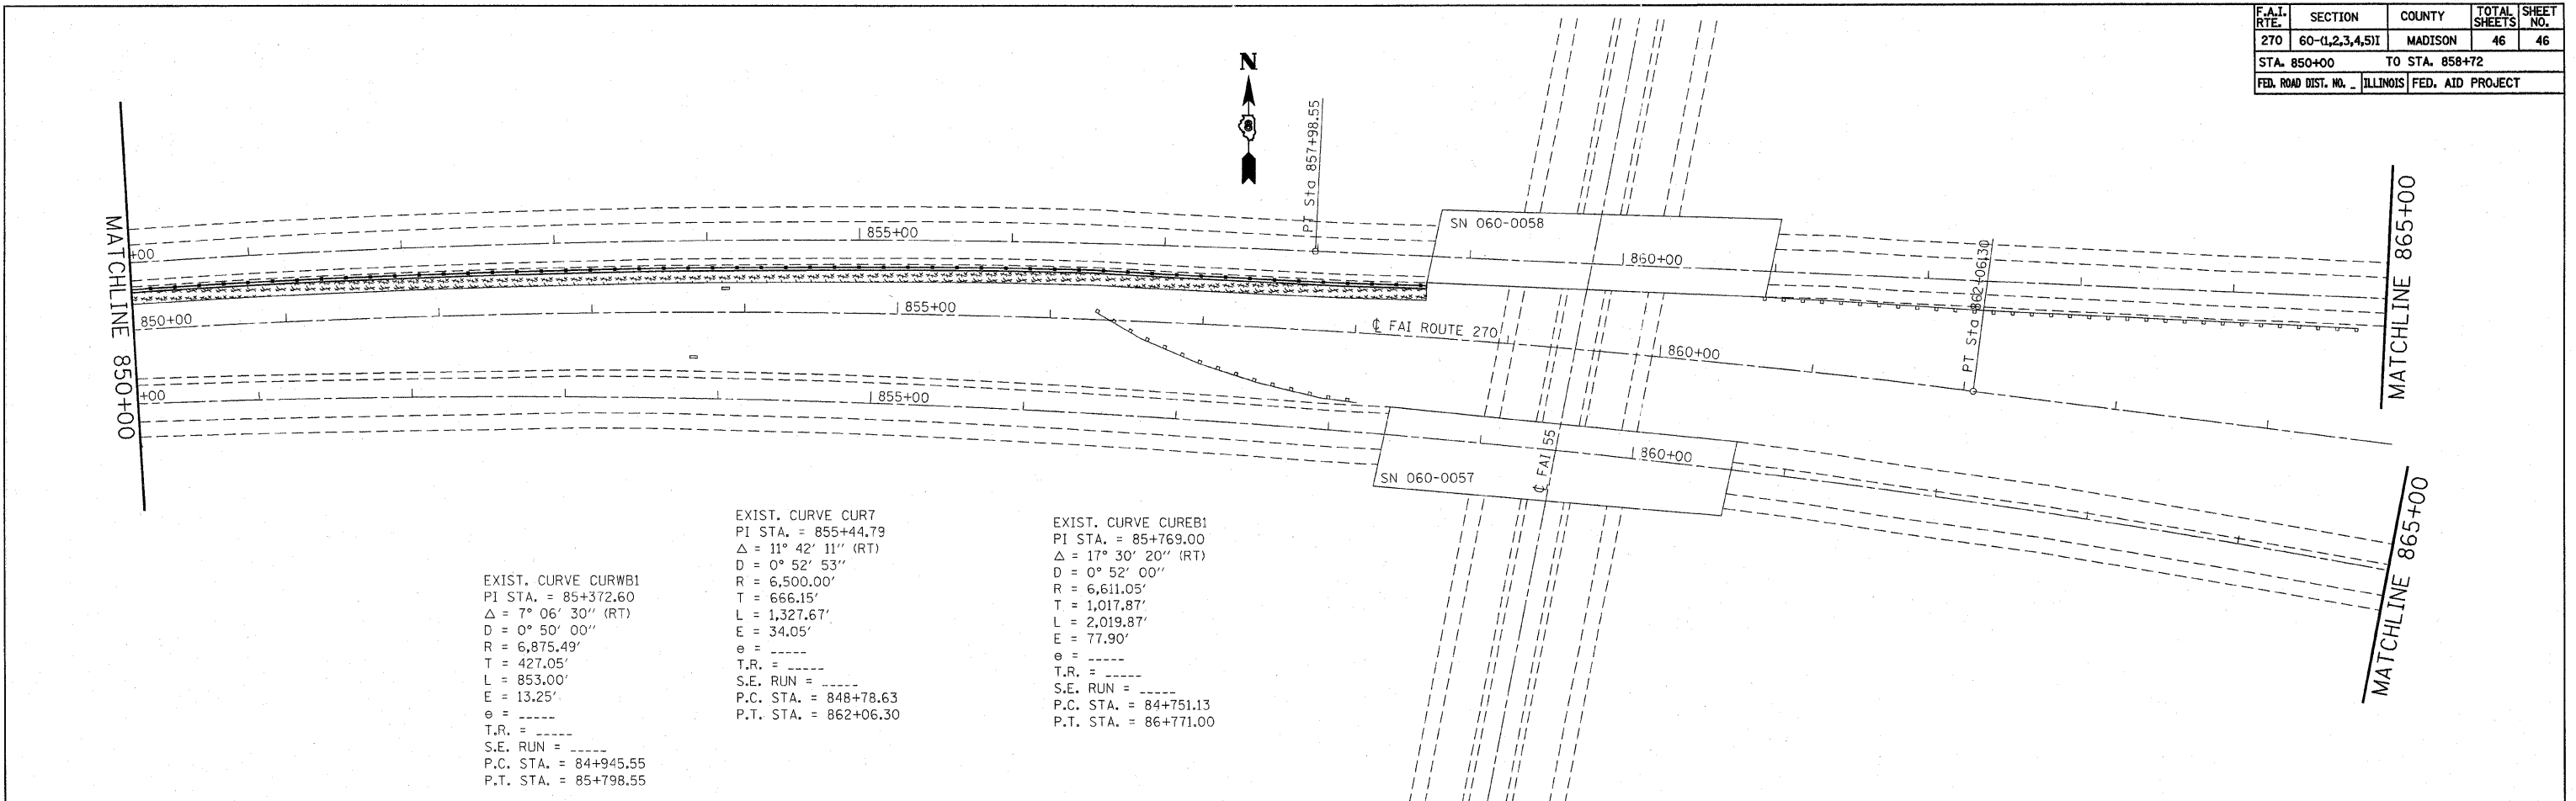 F.A.I. RTE. SECTION COUNTY TOTAL SHEETS SHEET NO.
270 60-(1,2,3,4,5)I MADISON 46 46
STA. 850+00 TO STA. 858+72
FED. ROAD DIST. NO. _ ILLINOIS FED. AID PROJECT
N
8
PT Sta 857+98.55
MATCHLINE 850+00
+00
855+00
SN 060-0058
860+00
PT Sta 862+06.30
MATCHLINE 865+00
850+00
855+00
℄ FAI ROUTE 270
860+00
+00
855+00
℄ FAI 55
860+00
SN 060-0057
MATCHLINE 865+00
EXIST. CURVE CURWB1
PI STA. = 85+372.60
Δ = 7° 06' 30'' (RT)
D = 0° 50' 00''
R = 6,875.49'
T = 427.05'
L = 853.00'
E = 13.25'
e = _____
T.R. = _____
S.E. RUN = _____
P.C. STA. = 84+945.55
P.T. STA. = 85+798.55
EXIST. CURVE CUR7
PI STA. = 855+44.79
Δ = 11° 42' 11'' (RT)
D = 0° 52' 53''
R = 6,500.00'
T = 666.15'
L = 1,327.67'
E = 34.05'
e = _____
T.R. = _____
S.E. RUN = _____
P.C. STA. = 848+78.63
P.T. STA. = 862+06.30
EXIST. CURVE CUREB1
PI STA. = 85+769.00
Δ = 17° 30' 20'' (RT)
D = 0° 52' 00''
R = 6,611.05'
T = 1,017.87'
L = 2,019.87'
E = 77.90'
e = _____
T.R. = _____
S.E. RUN = _____
P.C. STA. = 84+751.13
P.T. STA. = 86+771.00